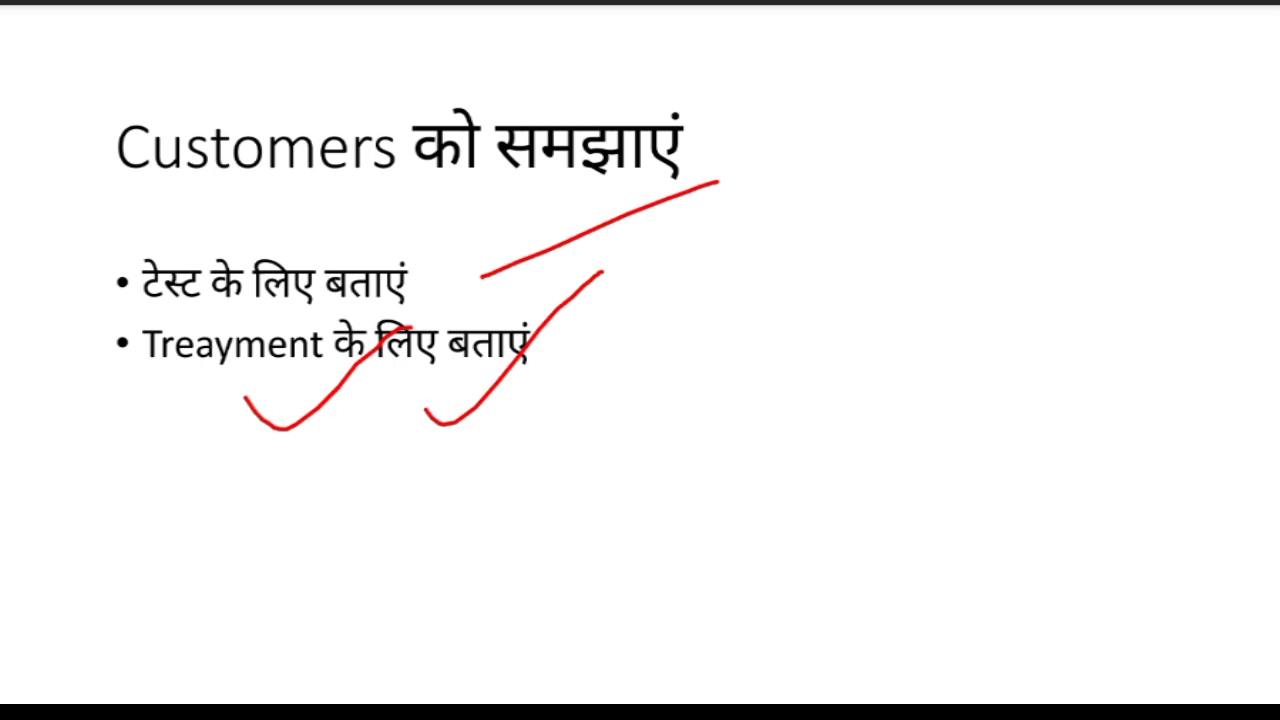 Customers को समझाएं
• टेस्ट के लिए बताएं
• Treayment के लिए बताएं